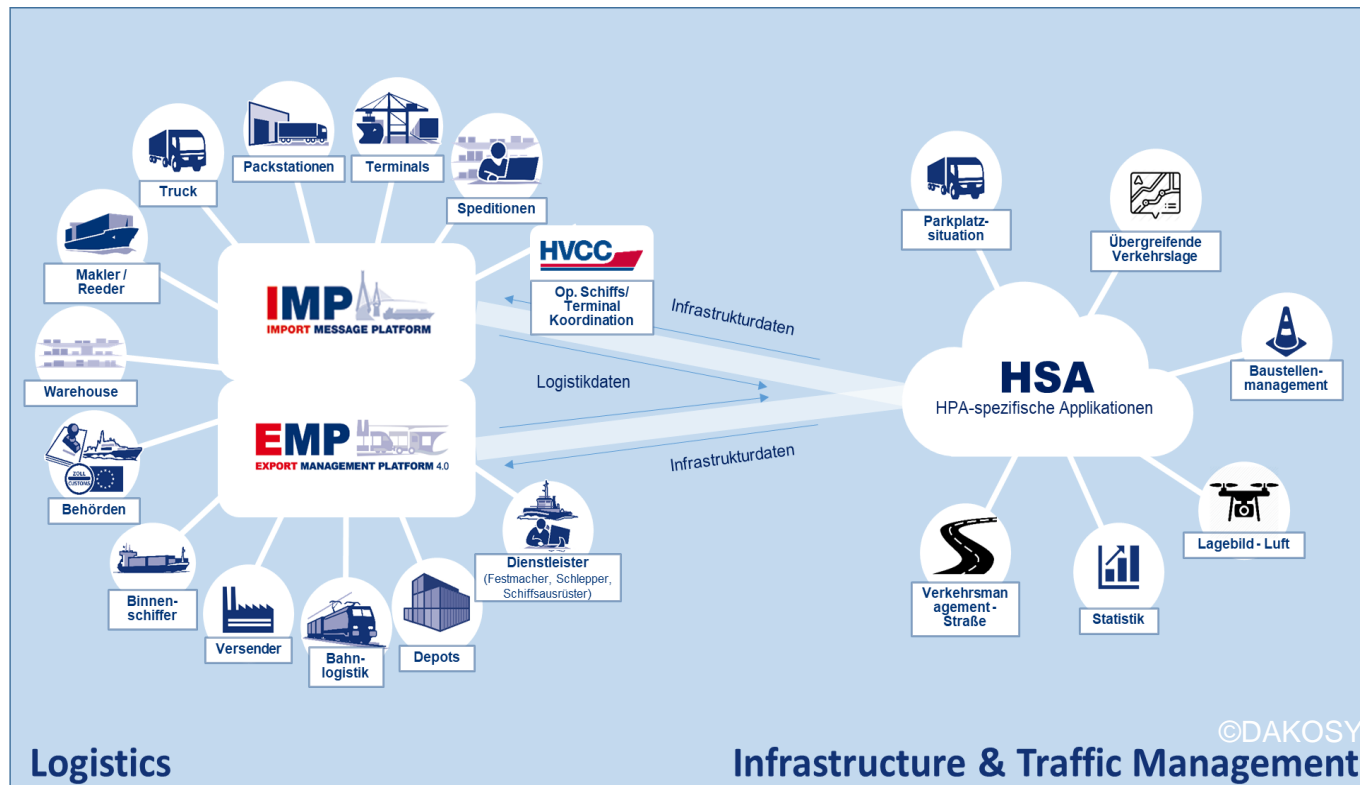 Packstationen
Terminals
Truck
Speditionen
Parkplatz-
situation
Übergreifende
Verkehrslage
HVCC
Op. Schiffs/
Terminal
Koordination
Makler /
Reeder
IMP
IMPORT MESSAGE PLATFORM
Infrastrukturdaten
Warehouse
Logistikdaten
HSA
HPA-spezifische Applikationen
Baustellen-
management
EMP
EXPORT MANAGEMENT PLATFORM 4.0
Infrastrukturdaten
ZOLL
CUSTOMS
Behörden
Dienstleister
(Festmacher, Schlepper,
Schiffsausrüster)
Lagebild - Luft
Binnen-
schiffer
Versender
Bahn-
logistik
Depots
Verkehrsman
agement -
Straße
Statistik
©DAKOSY
Logistics
Infrastructure & Traffic Management